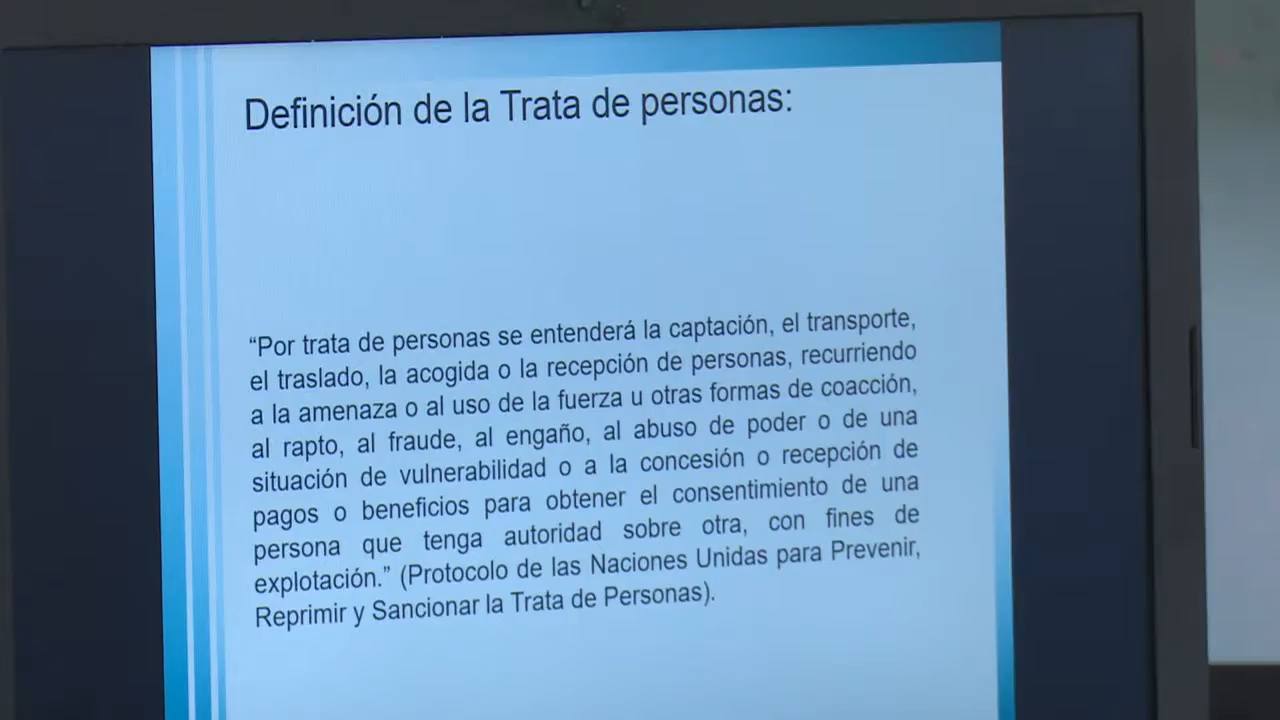 Definición de la Trata de personas:
“Por trata de personas se entenderá la captación, el transporte,
el traslado, la acogida o la recepción de personas, recurriendo
a la amenaza o al uso de la fuerza u otras formas de coacción,
al rapto, al fraude, al engaño, al abuso de poder o de una
situación de vulnerabilidad o a la concesión o recepción de
pagos o beneficios para obtener el consentimiento de una
persona que tenga autoridad sobre otra, con fines de
explotación.” (Protocolo de las Naciones Unidas para Prevenir,
Reprimir y Sancionar la Trata de Personas).